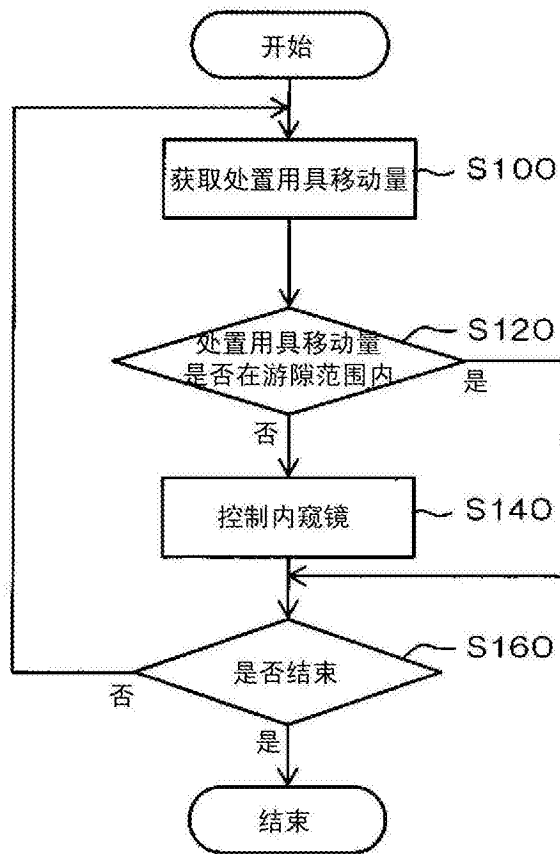 开始
获取处置用具移动量
S100
处置用具移动量
是否在游隙范围内
S120
是
否
控制内窥镜
S140
是否结束
S160
否
是
结束